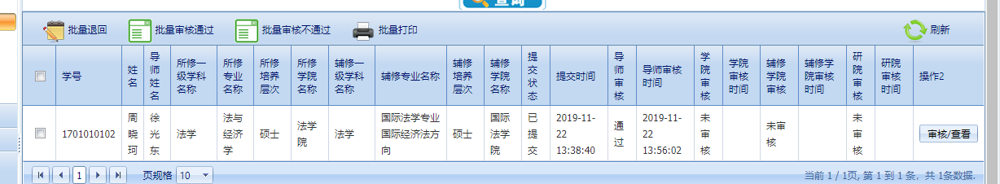 查询
批量退回 批量审核通过 批量审核不通过 批量打印 刷新
学号 姓名 导师姓名 所修一级学科名称 所修专业名称 所修培养层次 所修学院名称 辅修一级学科名称 辅修专业名称 辅修培养层次 辅修学院名称 提交状态 提交时间 导师审核 导师审核时间 学院审核 学院审核时间 辅修学院审核 辅修学院审核时间 研院审核 研院审核时间 操作2
1701010102 周晓珂 徐光东 法学 法与经济学 硕士 法学院 法学 国际法学专业国际经济法方向 硕士 国际法学院 已提交 2019-11-22 13:38:40 通过 2019-11-22 13:56:02 未审核 未审核 未审核 审核/查看
1 页规格 10 当前 1 / 1页, 第 1 到 1 条, 共 1条数据.